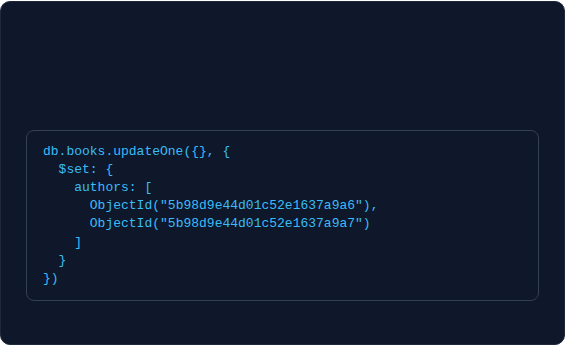 db.books.updateOne({}, {
  $set: {
    authors: [
      ObjectId("5b98d9e44d01c52e1637a9a6"),
      ObjectId("5b98d9e44d01c52e1637a9a7")
    ]
  }
})